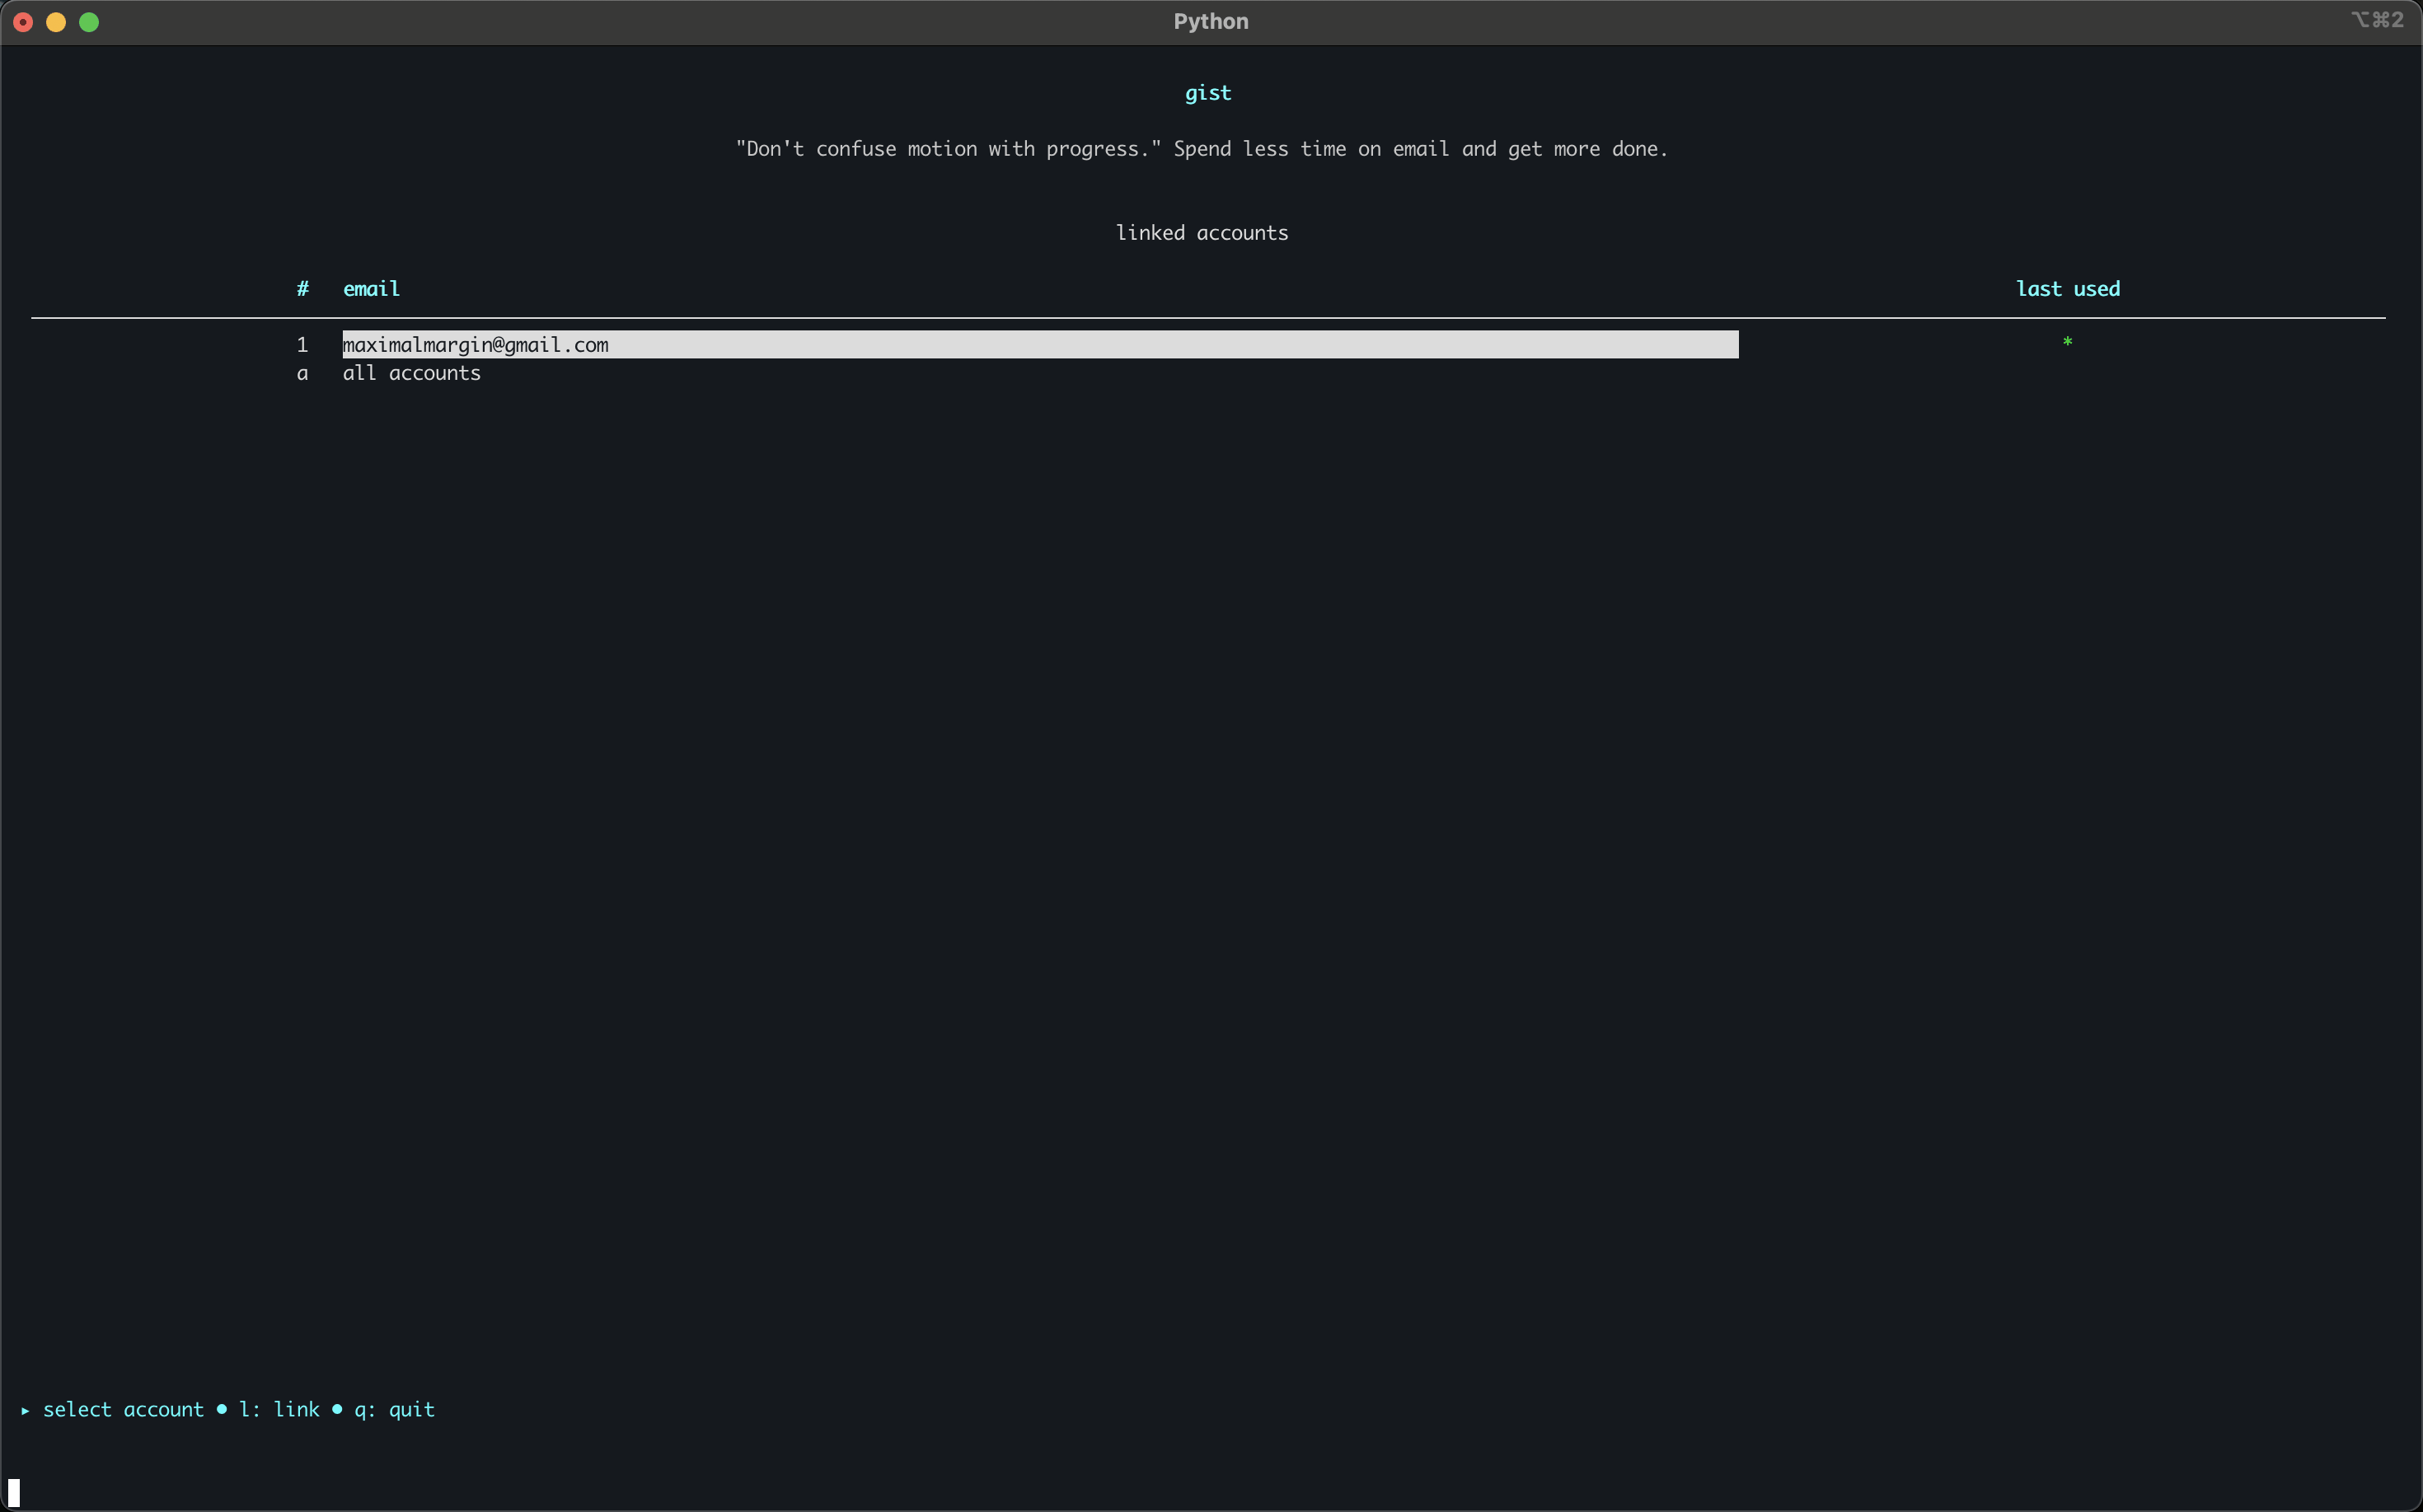 Python
⌥⌘2
gist
"Don't confuse motion with progress." Spend less time on email and get more done.
linked accounts
# email last used
1 maximalmargin@gmail.com *
a all accounts
▸ select account ● l: link ● q: quit